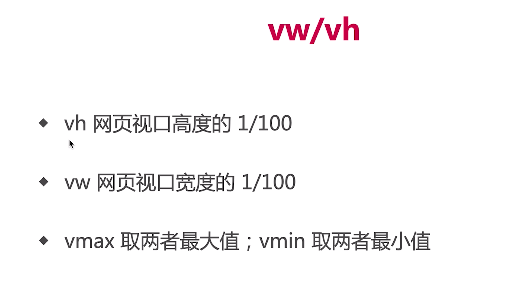 vw/vh
vh 网页视口高度的 1/100
vw 网页视口宽度的 1/100
vmax 取两者最大值；vmin 取两者最小值